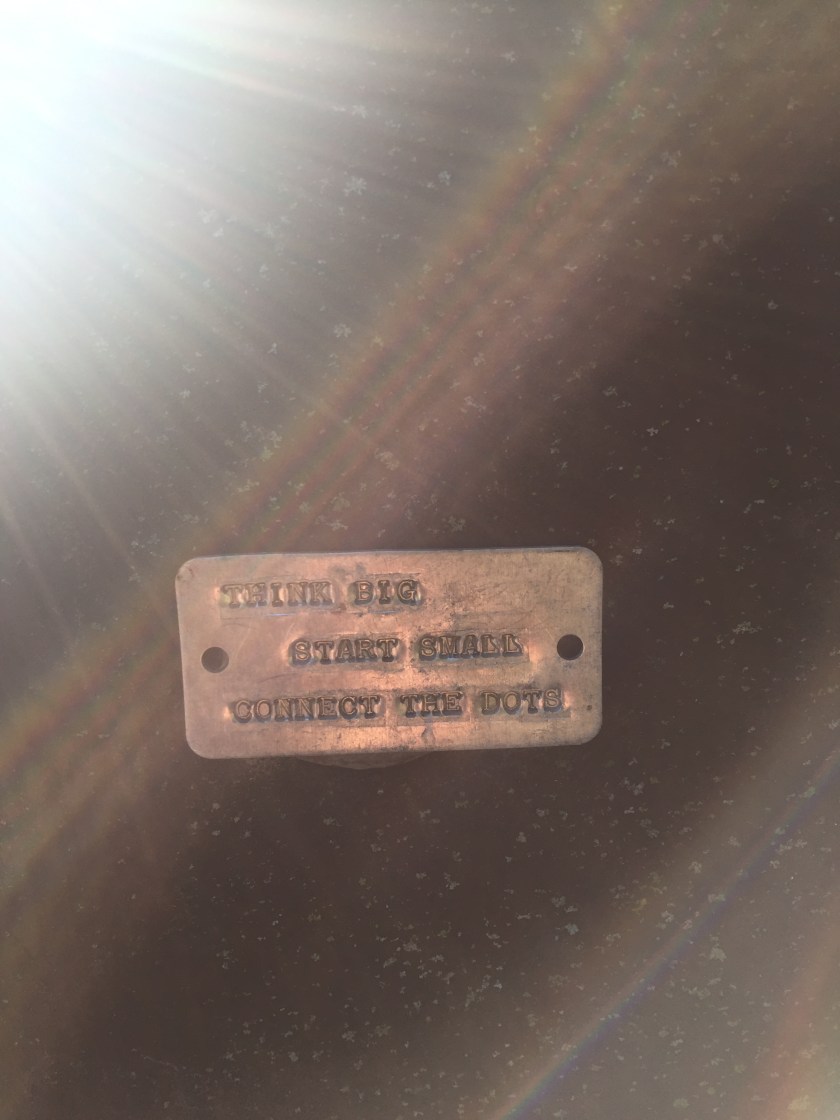 THINK BIG
START SMALL
CONNECT THE DOTS